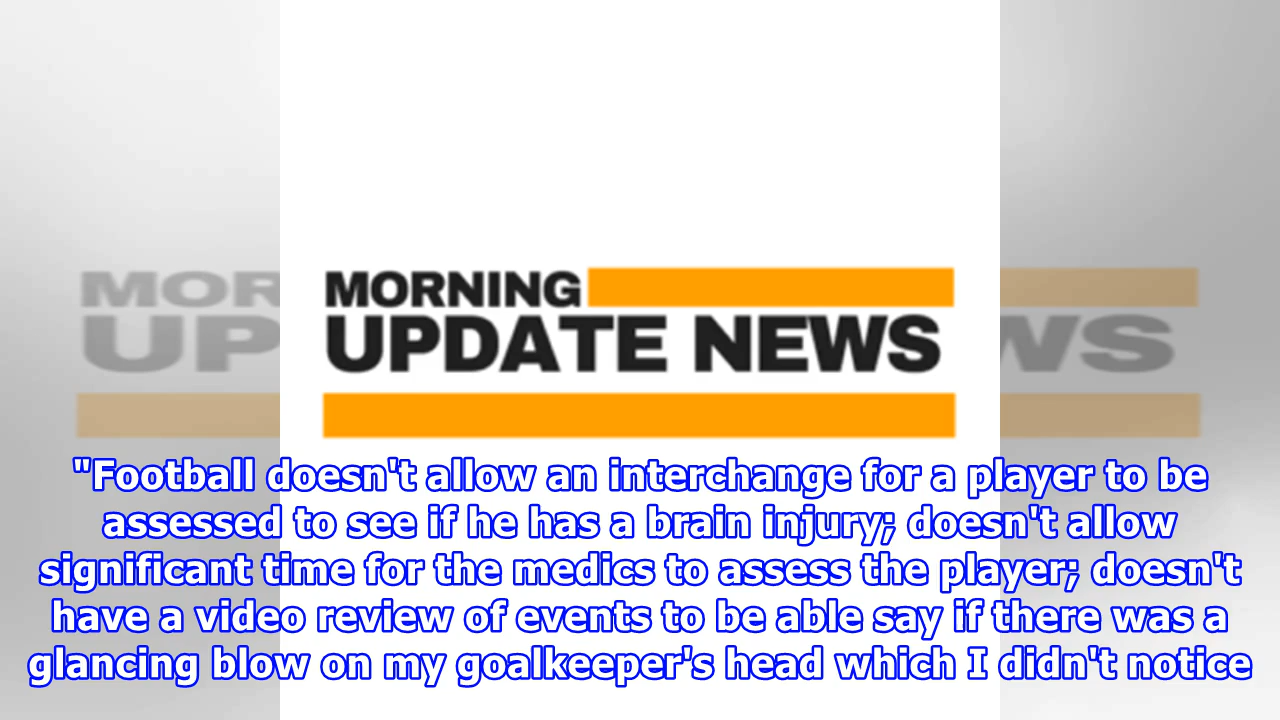 MORNING
UPDATE NEWS
"Football doesn't allow an interchange for a player to be
assessed to see if he has a brain injury; doesn't allow
significant time for the medics to assess the player; doesn't
have a video review of events to be able say if there was a
glancing blow on my goalkeeper's head which I didn't notice